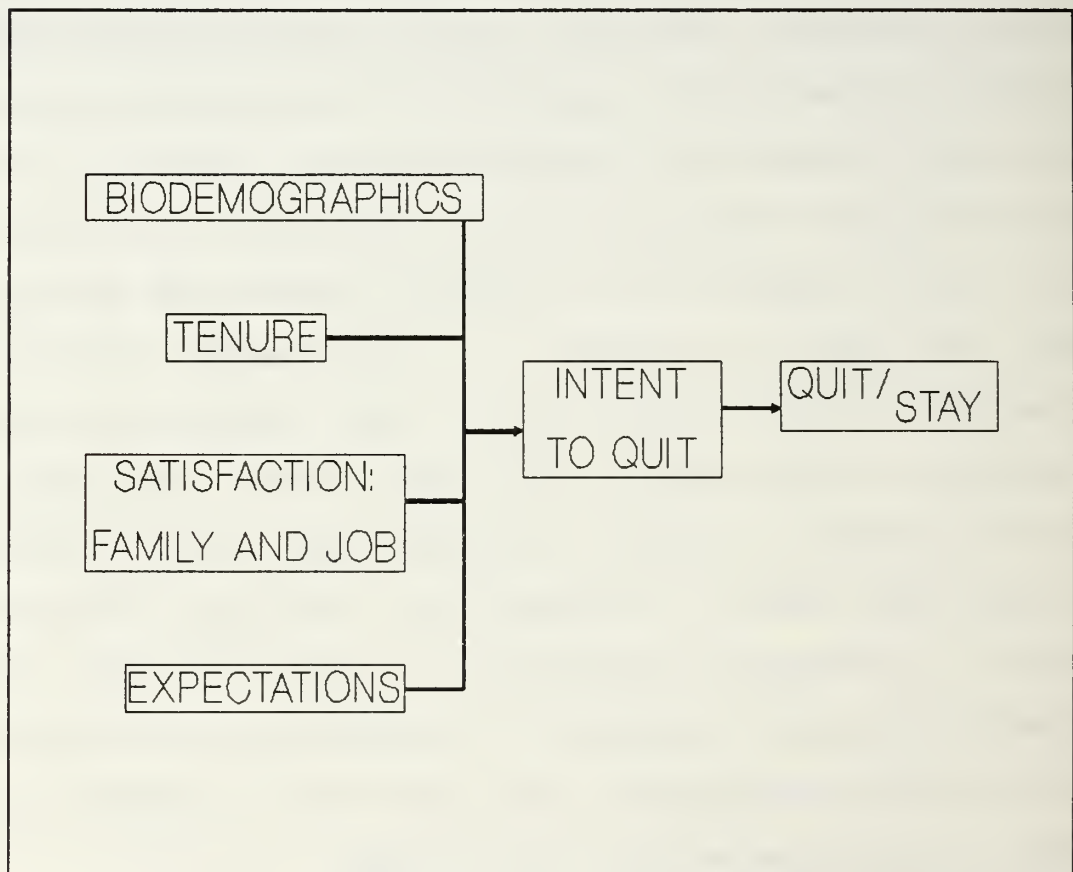 BIODEMOGRAPHICS
TENURE
SATISFACTION:
FAMILY AND JOB
EXPECTATIONS
INTENT
TO QUIT
QUIT/
STAY